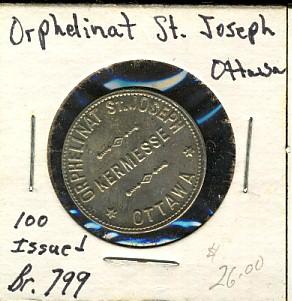 Orphelinat St. Joseph
Ottawa
ORPHELINAT ST. JOSEPH
KERMESSE
OTTAWA
100
Issued
Br. 799
$
26.00